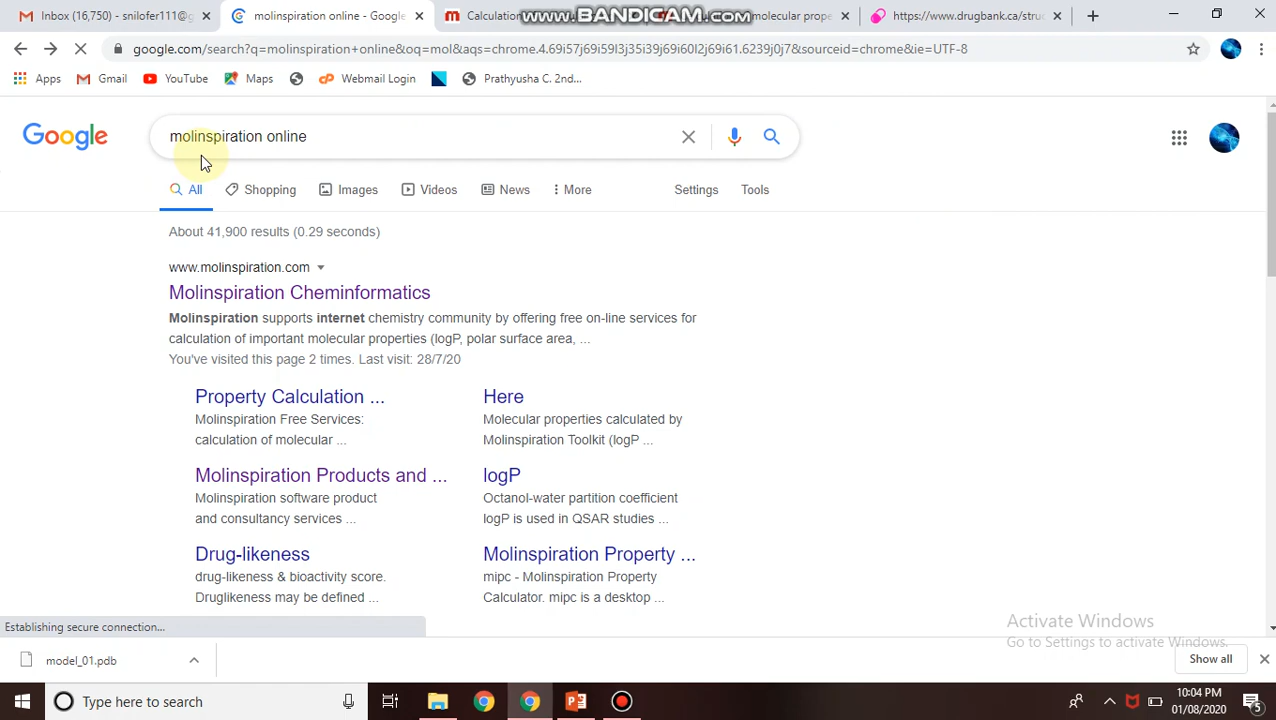 Inbox (16,750) - snilofer111@g
molinspiration online - Google
Calculation
www.BANDICAM.com
molecular prope
https://www.drugbank.ca/struc
google.com/search?q=molinspiration+online&oq=mol&aqs=chrome.4.69i57j69i59l3j35i39j69i60l2j69i61.6239j0j7&sourceid=chrome&ie=UTF-8
Apps
Gmail
YouTube
Maps
Webmail Login
Prathyusha C. 2nd...
Google
molinspiration online
All
Shopping
Images
Videos
News
More
Settings
Tools
About 41,900 results (0.29 seconds)
www.molinspiration.com
Molinspiration Cheminformatics
Molinspiration supports internet chemistry community by offering free on-line services for
calculation of important molecular properties (logP, polar surface area, ...
You've visited this page 2 times. Last visit: 28/7/20
Property Calculation ...
Molinspiration Free Services:
calculation of molecular ...
Here
Molecular properties calculated by
Molinspiration Toolkit (logP ...
Molinspiration Products and ...
Molinspiration software product
and consultancy services ...
logP
Octanol-water partition coefficient
logP is used in QSAR studies ...
Drug-likeness
drug-likeness & bioactivity score.
Druglikeness may be defined ...
Molinspiration Property ...
mipc - Molinspiration Property
Calculator. mipc is a desktop ...
Establishing secure connection...
Activate Windows
Go to Settings to activate Windows.
model_01.pdb
Show all
Type here to search
10:04 PM
01/08/2020
5